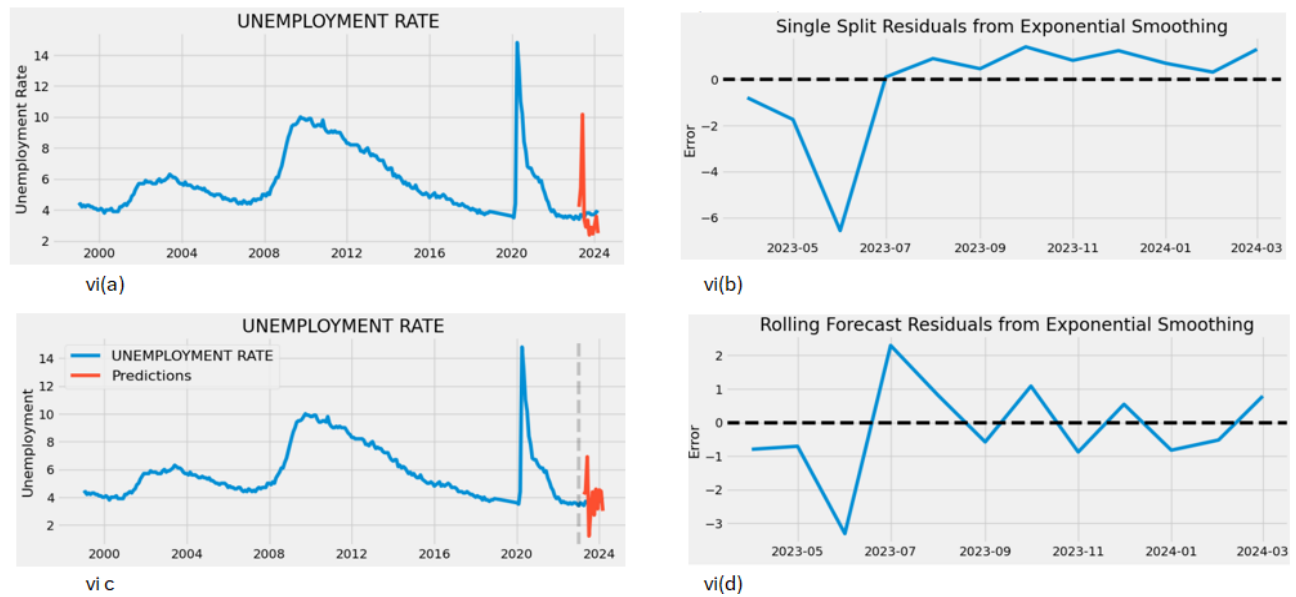 UNEMPLOYMENT RATE
Unemployment Rate
14
12
10
8
6
4
2
2000 2004 2008 2012 2016 2020 2024
vi(a)
Single Split Residuals from Exponential Smoothing
Error
0
−2
−4
−6
2023-05 2023-07 2023-09 2023-11 2024-01 2024-03
vi(b)
UNEMPLOYMENT RATE
UNEMPLOYMENT RATE
Predictions
Unemployment
14
12
10
8
6
4
2
2000 2004 2008 2012 2016 2020 2024
vi c
Rolling Forecast Residuals from Exponential Smoothing
Error
2
1
0
−1
−2
−3
2023-05 2023-07 2023-09 2023-11 2024-01 2024-03
vi(d)